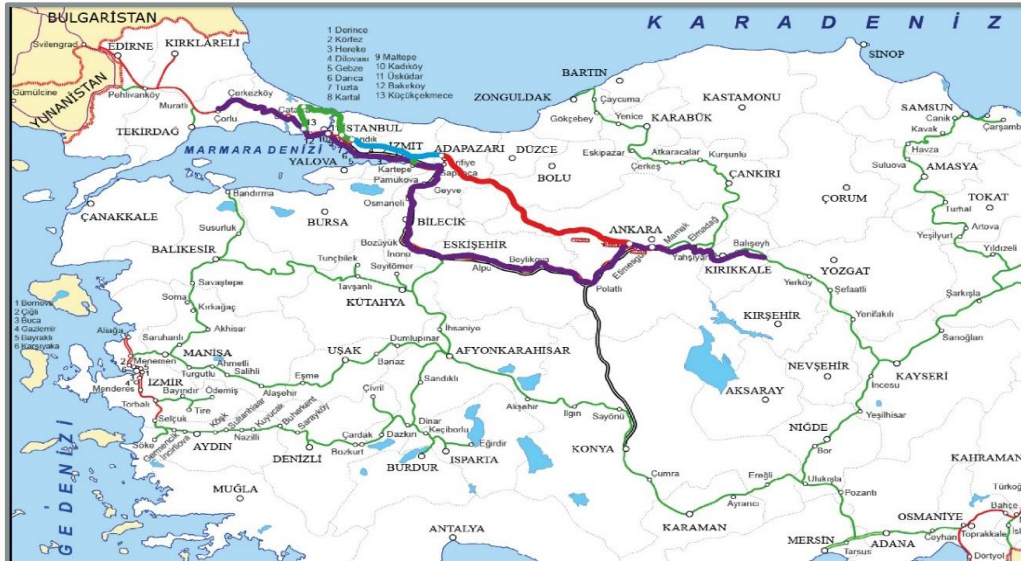 BULGARİSTAN
KARADENİZ
Svilengrad
EDİRNE
KIRKLARELİ
1 Derince
2 Körfez
3 Hereke
4 Dilovası
5 Gebze
6 Darıca
7 Tuzla
8 Kartal
9 Maltepe
10 Kadıköy
11 Üsküdar
12 Bakırköy
13 Küçükçekmece
SİNOP
Gümülcine
YUNANİSTAN
Pehlivanköy
Muratlı
Çerkezköy
Çorlu
TEKİRDAĞ
İSTANBUL
MARMARA DENİZİ
YALOVA
İZMİT
ADAPAZARI
Kartepe
Pamukova
Geyve
Osmaneli
DÜZCE
BOLU
BARTIN
ZONGULDAK
Çaycuma
Gökçebey
Yenice
KARABÜK
KASTAMONU
Eskipazar
Atkaracalar
Kurşunlu
Çerkeş
ÇANKIRI
SAMSUN
Canik
Çarşamb
Kavak
Havza
Suluova
AMASYA
ÇORUM
TOKAT
Turhal
Artova
Yeşilyurt
Yıldızeli
ÇANAKKALE
Bandırma
BURSA
Susurluk
BALIKESİR
BİLECİK
Bozüyük
İnönü
ESKİŞEHİR
Alpu
Beylikova
Polatlı
Etimesgut
ANKARA
Mamak
Elmadağ
Yahşiyan
Balışeyh
KIRIKKALE
Yerköy
YOZGAT
Şefaatli
Yenifakılı
Şarkışla
Sarıoğlan
KIRŞEHİR
Tunçbilek
Seyitömer
Tavşanlı
KÜTAHYA
Savaştepe
Soma
Kırkağaç
Akhisar
1 Bornova
2 Çiğli
3 Buca
4 Gaziemir
5 Bayraklı
6 Karşıyaka
Aliağa
Saruhanlı
MANİSA
Menemen
Turgutlu
Ahmetli
Salihli
Alaşehir
Eşme
UŞAK
Banaz
Dumlupınar
İhsaniye
AFYONKARAHİSAR
İZMİR
Menderes
Bayındır
Ödemiş
Torbalı
Tire
Selçuk
Söke
Germencik
İncirliova
AYDIN
Köşk
Sultanhisar
Nazilli
Kuyucak
Buharkent
Sarayköy
DENİZLİ
Çivril
Çardak
Bozkurt
Dazkırı
Dinar
Sandıklı
Keçiborlu
BURDUR
ISPARTA
Eğirdir
Akşehir
Ilgın
Sayönü
KONYA
Çumra
KARAMAN
Ayrancı
Ereğli
Ulukışla
AKSARAY
NEVŞEHİR
KAYSERİ
İncesu
Yeşilhisar
NİĞDE
Bor
Pozantı
MERSİN
Tarsus
ADANA
Ceyhan
OSMANİYE
Toprakkale
Bahçe
Dörtyol
KAHRAMAN
Türkoğ
MUĞLA
ANTALYA
GE DENİZİ